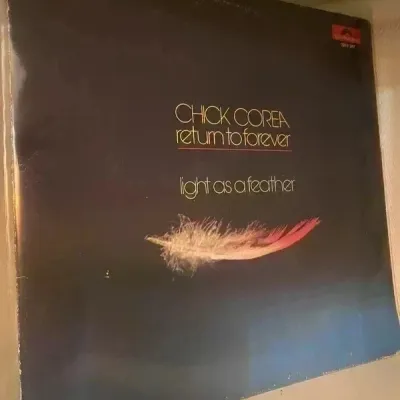 CHICK COREA
return to forever
light as a feather